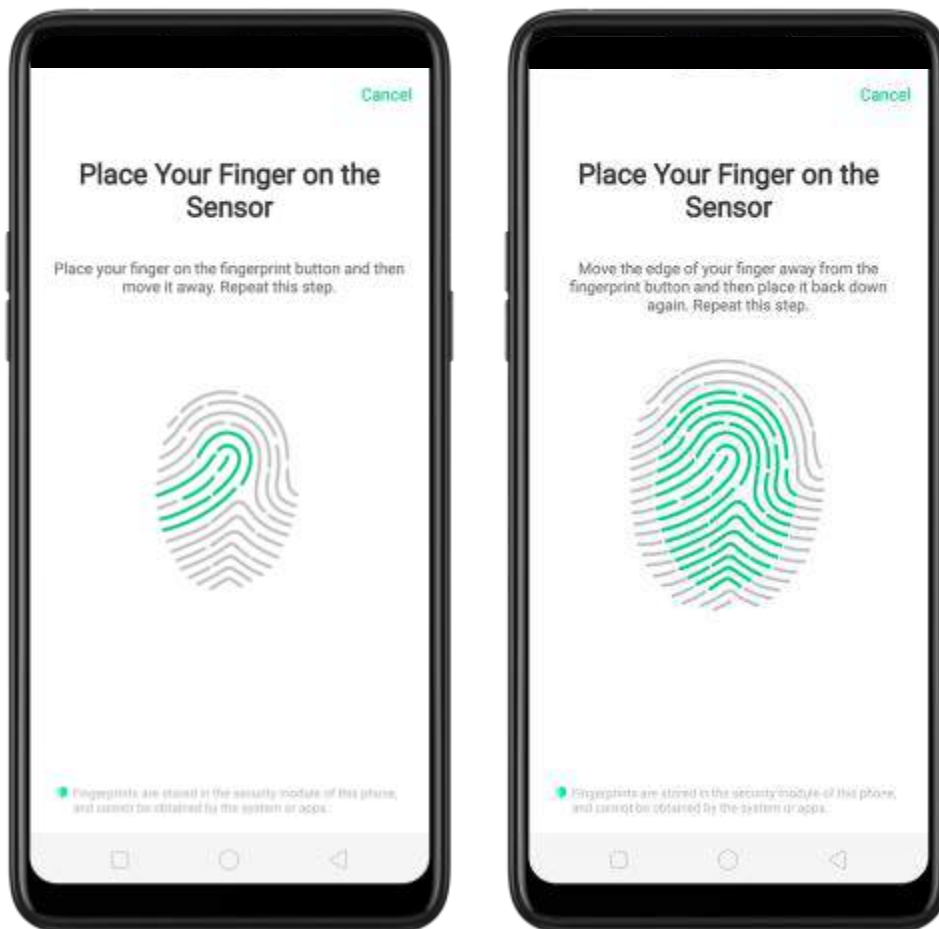 Cancel
Place Your Finger on the
Sensor
Place your finger on the fingerprint button and then
move it away. Repeat this step.
Fingerprints are stored in the security module of this phone,
and cannot be obtained by the system or apps.
Cancel
Place Your Finger on the
Sensor
Move the edge of your finger away from the
fingerprint button and then place it back down
again. Repeat this step.
Fingerprints are stored in the security module of this phone,
and cannot be obtained by the system or apps.